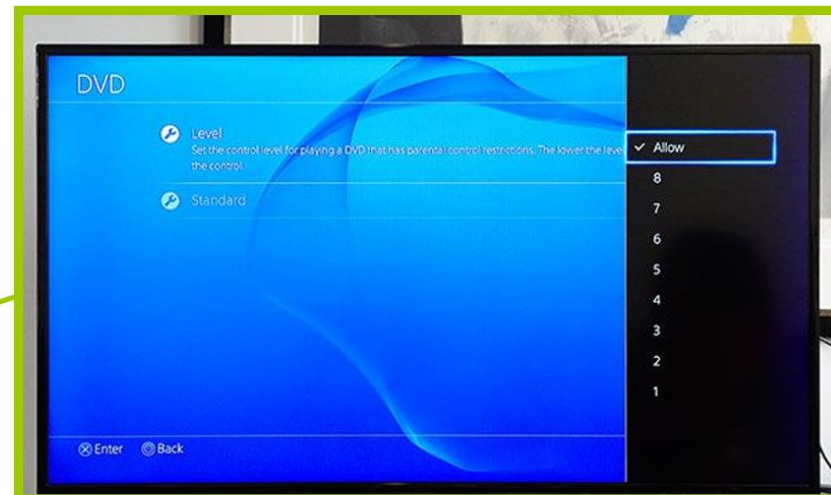 DVD
Level
Set the control level for playing a DVD that has parental control restrictions. The lower the level
the control.
Standard
✓ Allow
8
7
6
5
4
3
2
1
Enter Back